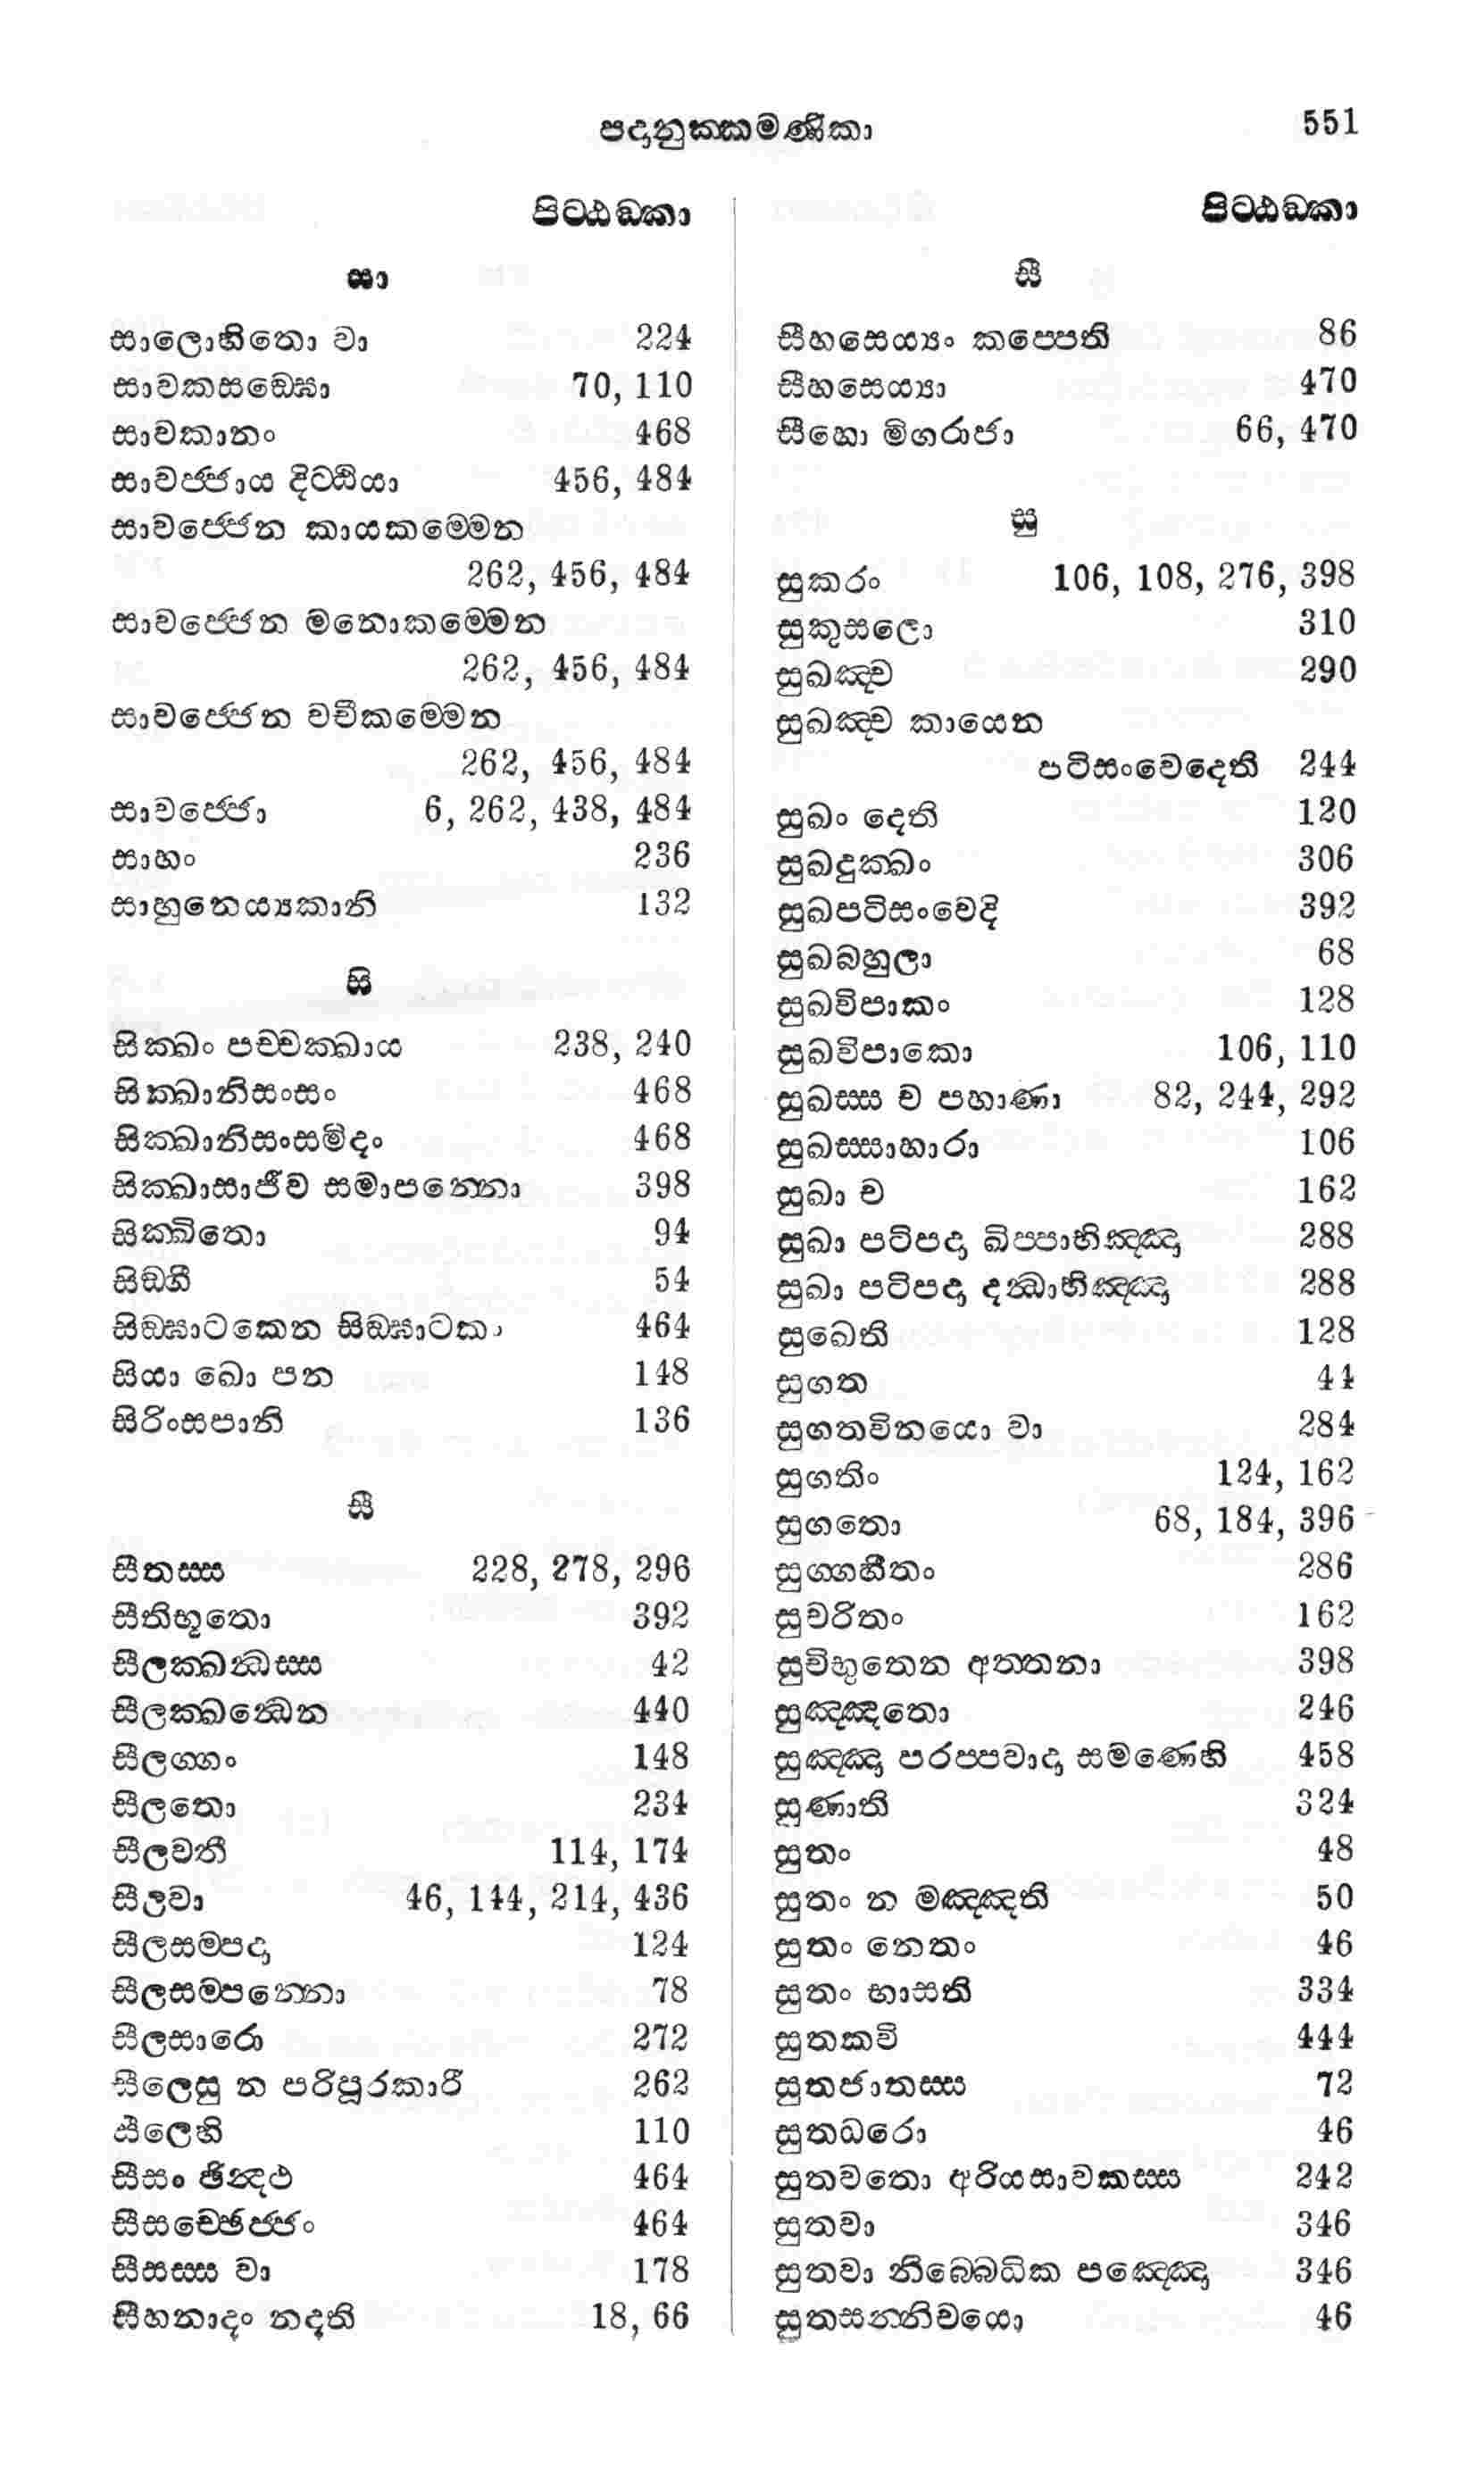 පදානුක්කමණිකා 551
පිට්ඨඞ්කා
සා
සාලොහිතො වා 224
සාවකසඞ්ඝො 70, 110
සාවකානං 468
සාවජ්ජාය දිට්ඨියා 456, 484
සාවජ්ජෙන කායකම්මෙන
262, 456, 484
සාවජ්ජෙන මනොකම්මෙන
262, 456, 484
සාවජ්ජෙන වචීකම්මෙන
262, 456, 484
සාවජ්ජො 6, 262, 438, 484
සාහං 236
සාහුනෙය්‍යකානි 132
සි
සික්ඛං පච්චක්ඛාය 238, 240
සික්ඛානිසංසං 468
සික්ඛානිසංසමිදං 468
සික්ඛාසාජීව සමාපන්නො 398
සික්ඛිතො 94
සිඞ්ගී 54
සිඞ්ඝාටකෙන සිඞ්ඝාටකා 464
සියා ඛො පන 148
සිරිංසපානි 136
සී
සීතස්ස 228, 278, 296
සීතිභූතො 392
සීලක්ඛන්ධස්ස 42
සීලක්ඛන්ධෙන 440
සීලග්ගං 148
සීලතො 234
සීලවතී 114, 174
සීලවා 46, 144, 214, 436
සීලසම්පදා 124
සීලසම්පන්නො 78
සීලසාරො 272
සීලෙසු න පරිපූරකාරී 262
සීලෙහි 110
සීසං ඡින්දථ 464
සීසච්ඡෙජ්ජං 464
සීසස්ස වා 178
සීහනාදං නදති 18, 66
පිට්ඨඞ්කා
සී
සීහසෙය්‍යං කප්පෙති 86
සීහසෙය්‍යා 470
සීහො මිගරාජා 66, 470
සු
සුකරං 106, 108, 276, 398
සුකුසලො 310
සුඛඤ්ච 290
සුඛඤ්ච කායෙන
පටිසංවෙදෙති 244
සුඛං දෙති 120
සුඛදුක්ඛං 306
සුඛපටිසංවෙදි 392
සුඛබහුලා 68
සුඛවිපාකං 128
සුඛවිපාකො 106, 110
සුඛස්ස ච පහාණා 82, 244, 292
සුඛස්සාහාරා 106
සුඛා ච 162
සුඛා පටිපදා ඛිප්පාභිඤ්ඤා 288
සුඛා පටිපදා දන්ධාභිඤ්ඤා 288
සුඛෙති 128
සුගත 44
සුගතවිනයො වා 284
සුගතිං 124, 162
සුගතො 68, 184, 396
සුග්ගහීතං 286
සුචරිතං 162
සුචිභූතෙන අත්තනා 398
සුඤ්ඤතො 246
සුඤ්ඤා පරප්පවාදා සමණෙහි 458
සුණාති 324
සුතං 48
සුතං න මඤ්ඤති 50
සුතං නෙතං 46
සුතං භාසති 334
සුතකවි 444
සුතජාතස්ස 72
සුතධරො 46
සුතවතො අරියසාවකස්ස 242
සුතවා 346
සුතවා නිබ්බෙධික පඤ්ඤො 346
සුතසන්නිචයො 46